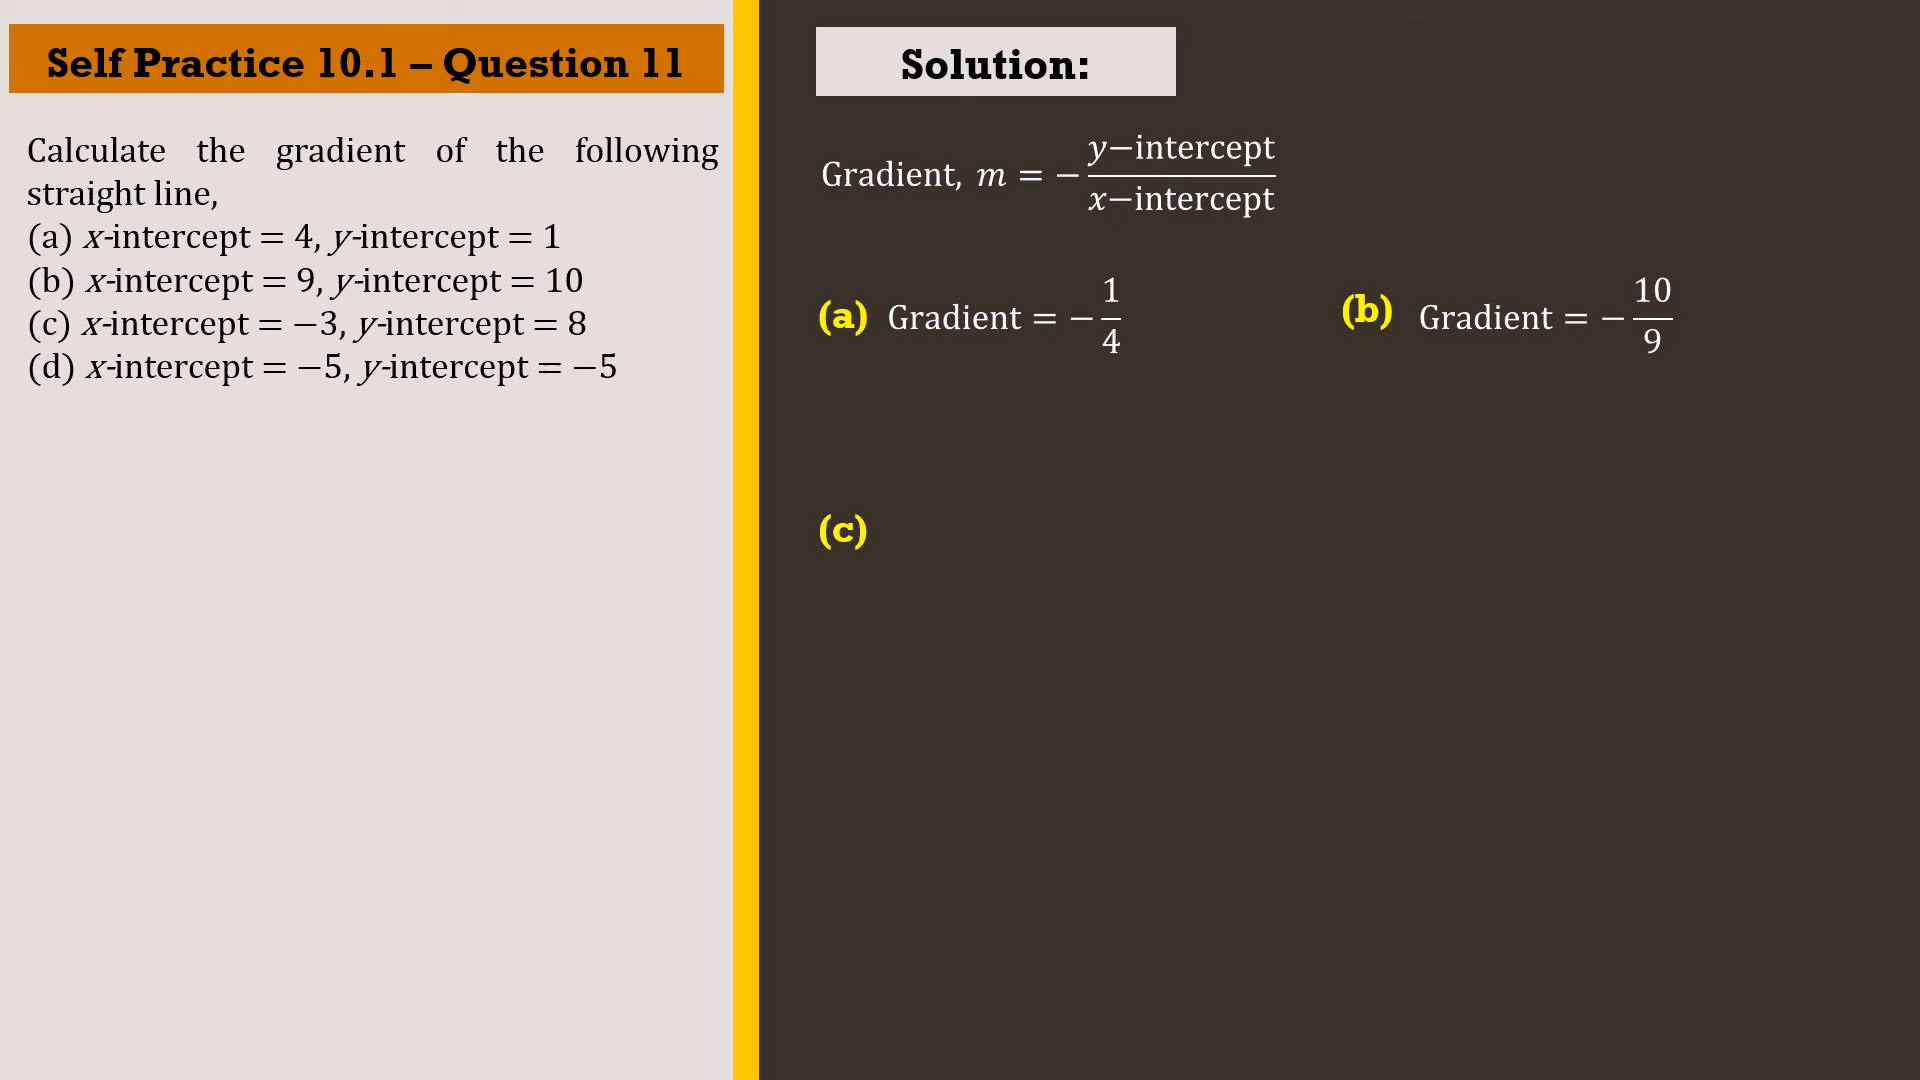 Self Practice 10.1 – Question 11
Calculate the gradient of the following
straight line,
(a) x-intercept = 4, y-intercept = 1
(b) x-intercept = 9, y-intercept = 10
(c) x-intercept = −3, y-intercept = 8
(d) x-intercept = −5, y-intercept = −5
Solution:
Gradient, m = − y−intercept / x−intercept
(a) Gradient = − 1/4
(b) Gradient = − 10/9
(c)